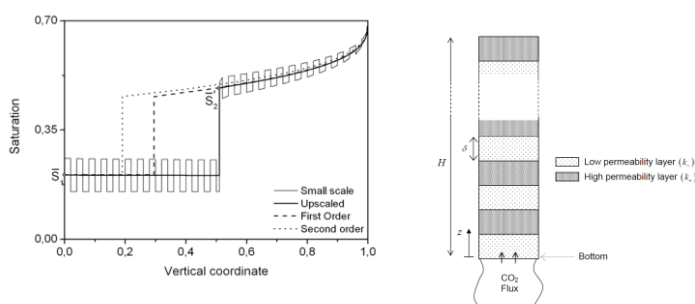 0,70
0,35
0,00
Saturation
S₁
S₂
Small scale
Upscaled
First Order
Second order
0,0 0,2 0,4 0,6 0,8 1,0
Vertical coordinate
H
δ
z
Low permeability layer (k₋)
High permeability layer (k₊)
Bottom
CO₂
Flux